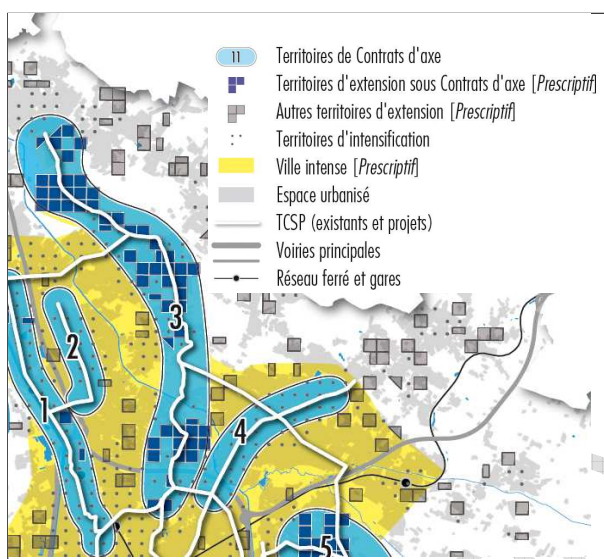 11 Territoires de Contrats d'axe
Territoires d'extension sous Contrats d'axe [Prescriptif]
Autres territoires d'extension [Prescriptif]
Territoires d'intensification
Ville intense [Prescriptif]
Espace urbanisé
TCSP (existants et projets)
Voiries principales
Réseau ferré et gares
3
2
1
4
5